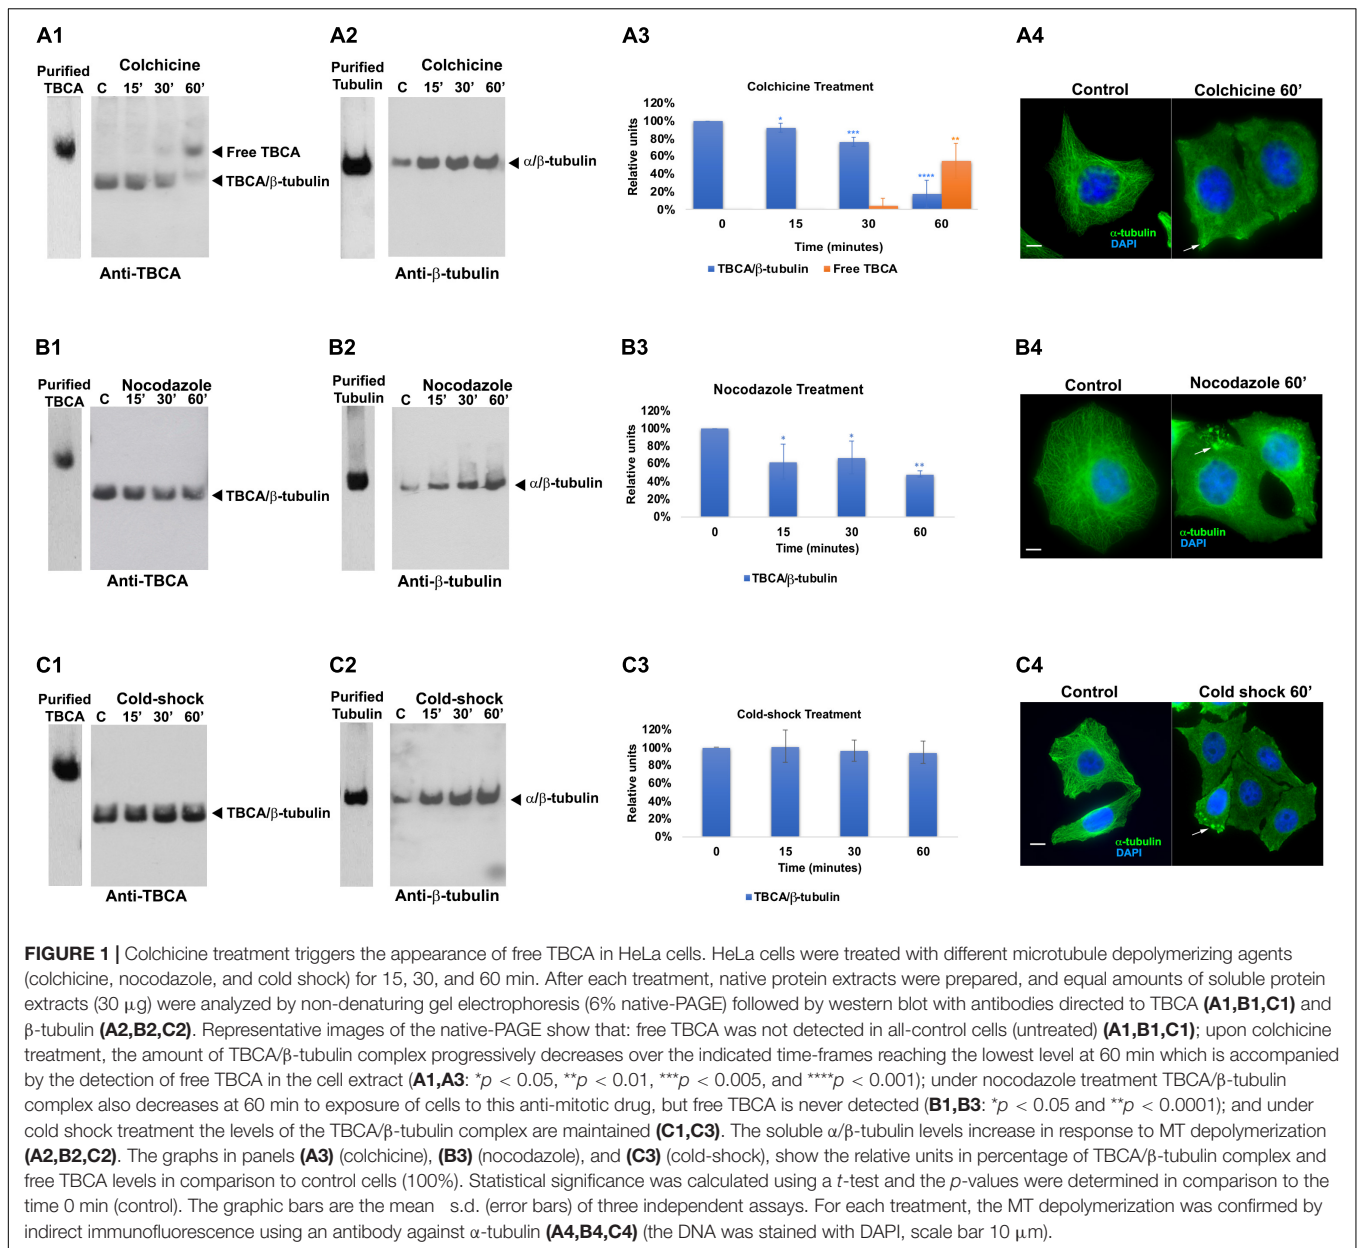 A1
Purified
TBCA
Colchicine
C 15’ 30’ 60’
Free TBCA
TBCA/β-tubulin
Anti-TBCA
A2
Purified
Tubulin
Colchicine
C 15’ 30’ 60’
α/β-tubulin
Anti-β-tubulin
A3
Colchicine Treatment
Relative units
120%
100%
80%
60%
40%
20%
0%
*
***
****
**
0 15 30 60
Time (minutes)
TBCA/β-tubulin Free TBCA
A4
Control Colchicine 60’
α-tubulin
DAPI
B1
Purified
TBCA
Nocodazole
C 15’ 30’ 60’
TBCA/β-tubulin
Anti-TBCA
B2
Purified
Tubulin
Nocodazole
C 15’ 30’ 60’
α/β-tubulin
Anti-β-tubulin
B3
Nocodazole Treatment
Relative units
120%
100%
80%
60%
40%
20%
0%
*
*
**
0 15 30 60
Time (minutes)
TBCA/β-tubulin
B4
Control Nocodazole 60’
α-tubulin
DAPI
C1
Purified
TBCA
Cold-shock
C 15’ 30’ 60’
TBCA/β-tubulin
Anti-TBCA
C2
Purified
Tubulin
Cold-shock
C 15’ 30’ 60’
α/β-tubulin
Anti-β-tubulin
C3
Cold-shock Treatment
Relative units
120%
100%
80%
60%
40%
20%
0%
0 15 30 60
Time (minutes)
TBCA/β-tubulin
C4
Control Cold shock 60’
α-tubulin
DAPI
FIGURE 1 | Colchicine treatment triggers the appearance of free TBCA in HeLa cells. HeLa cells were treated with different microtubule depolymerizing agents
(colchicine, nocodazole, and cold shock) for 15, 30, and 60 min. After each treatment, native protein extracts were prepared, and equal amounts of soluble protein
extracts (30 μg) were analyzed by non-denaturing gel electrophoresis (6% native-PAGE) followed by western blot with antibodies directed to TBCA (A1,B1,C1) and
β-tubulin (A2,B2,C2). Representative images of the native-PAGE show that: free TBCA was not detected in all-control cells (untreated) (A1,B1,C1); upon colchicine
treatment, the amount of TBCA/β-tubulin complex progressively decreases over the indicated time-frames reaching the lowest level at 60 min which is accompanied
by the detection of free TBCA in the cell extract (A1,A3: *p < 0.05, **p < 0.01, ***p < 0.005, and ****p < 0.001); under nocodazole treatment TBCA/β-tubulin
complex also decreases at 60 min to exposure of cells to this anti-mitotic drug, but free TBCA is never detected (B1,B3: *p < 0.05 and **p < 0.0001); and under
cold shock treatment the levels of the TBCA/β-tubulin complex are maintained (C1,C3). The soluble α/β-tubulin levels increase in response to MT depolymerization
(A2,B2,C2). The graphs in panels (A3) (colchicine), (B3) (nocodazole), and (C3) (cold-shock), show the relative units in percentage of TBCA/β-tubulin complex and
free TBCA levels in comparison to control cells (100%). Statistical significance was calculated using a t-test and the p-values were determined in comparison to the
time 0 min (control). The graphic bars are the mean s.d. (error bars) of three independent assays. For each treatment, the MT depolymerization was confirmed by
indirect immunofluorescence using an antibody against α-tubulin (A4,B4,C4) (the DNA was stained with DAPI, scale bar 10 μm).